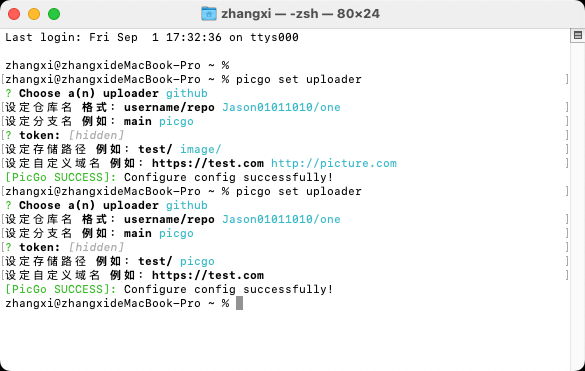 zhangxi — -zsh — 80×24
Last login: Fri Sep  1 17:32:36 on ttys000
zhangxi@zhangxideMacBook-Pro ~ %
[zhangxi@zhangxideMacBook-Pro ~ % picgo set uploader ]
? Choose a(n) uploader github
[设定仓库名 格式：username/repo Jason01011010/one ]
[设定分支名 例如：main picgo ]
[? token: [hidden] ]
[设定存储路径 例如：test/ image/ ]
[设定自定义域名 例如：https://test.com http://picture.com ]
[PicGo SUCCESS]: Configure config successfully!
[zhangxi@zhangxideMacBook-Pro ~ % picgo set uploader ]
? Choose a(n) uploader github
[设定仓库名 格式：username/repo Jason01011010/one ]
[设定分支名 例如：main picgo ]
[? token: [hidden] ]
[设定存储路径 例如：test/ picgo ]
[设定自定义域名 例如：https://test.com ]
[PicGo SUCCESS]: Configure config successfully!
zhangxi@zhangxideMacBook-Pro ~ %